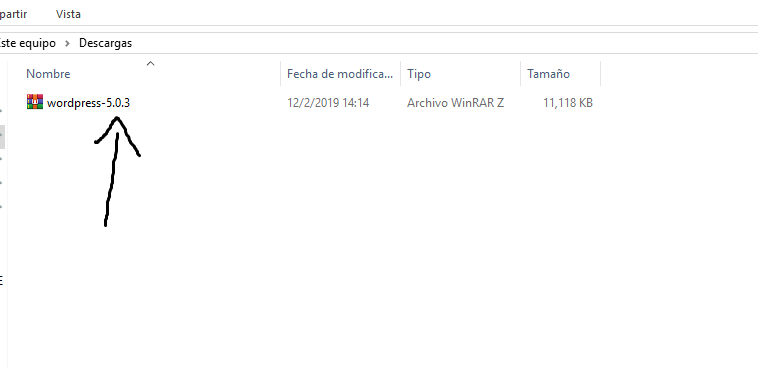 partir Vista
Este equipo > Descargas
Nombre Fecha de modifica... Tipo Tamaño
wordpress-5.0.3 12/2/2019 14:14 Archivo WinRAR Z 11,118 KB
E